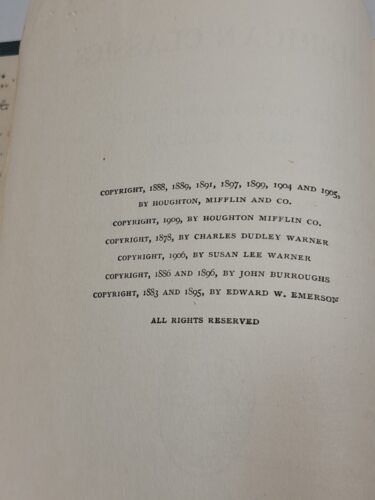 COPYRIGHT, 1888, 1889, 1891, 1897, 1899, 1904 AND 1905,
BY HOUGHTON, MIFFLIN AND CO.
COPYRIGHT, 1909, BY HOUGHTON MIFFLIN CO.
COPYRIGHT, 1878, BY CHARLES DUDLEY WARNER
COPYRIGHT, 1906, BY SUSAN LEE WARNER
COPYRIGHT, 1886 AND 1896, BY JOHN BURROUGHS
COPYRIGHT, 1883 AND 1895, BY EDWARD W. EMERSON
ALL RIGHTS RESERVED